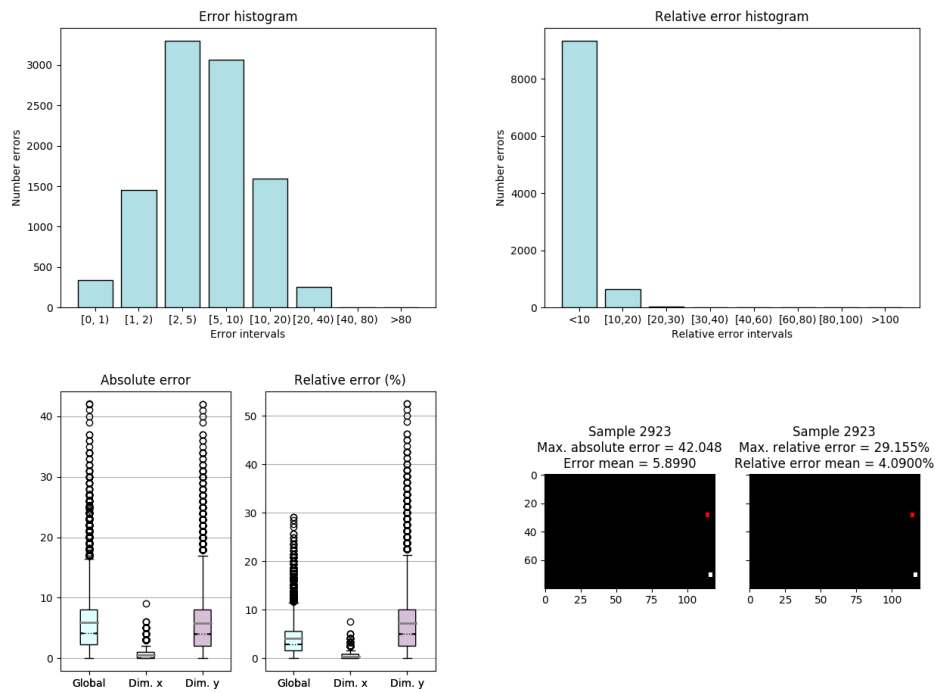 Error histogram
Number errors
3000
2500
2000
1500
1000
500
0
[0, 1) [1, 2) [2, 5) [5, 10) [10, 20) [20, 40) [40, 80) >80
Error intervals
Relative error histogram
Number errors
8000
6000
4000
2000
0
<10 [10,20) [20,30) [30,40) [40,60) [60,80) [80,100) >100
Relative error intervals
Absolute error
40
30
20
10
0
Global Dim. x Dim. y
Relative error (%)
50
40
30
20
10
0
Global Dim. x Dim. y
Sample 2923
Max. absolute error = 42.048
Error mean = 5.8990
0
20
40
60
0 25 50 75 100
Sample 2923
Max. relative error = 29.155%
Relative error mean = 4.0900%
0 25 50 75 100